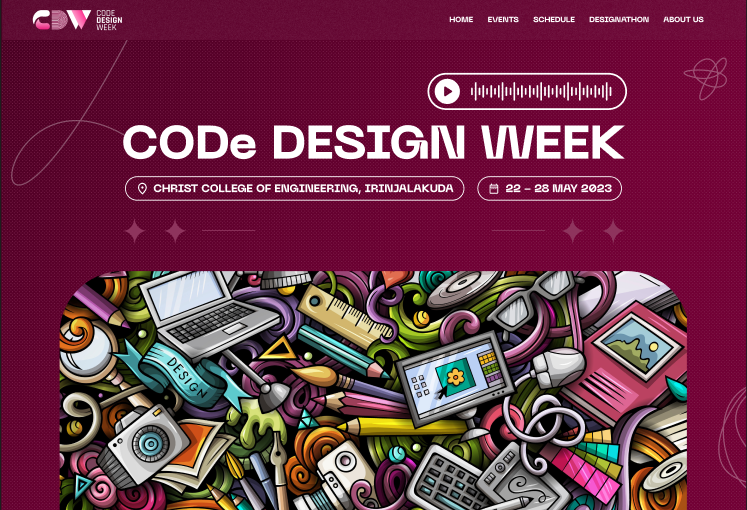 CDW
CODE
DESIGN
WEEK
HOME EVENTS SCHEDULE DESIGNATHON ABOUT US
CODe DESIGN WEEK
CHRIST COLLEGE OF ENGINEERING, IRINJALAKUDA
22 – 28 MAY 2023
DESIGN